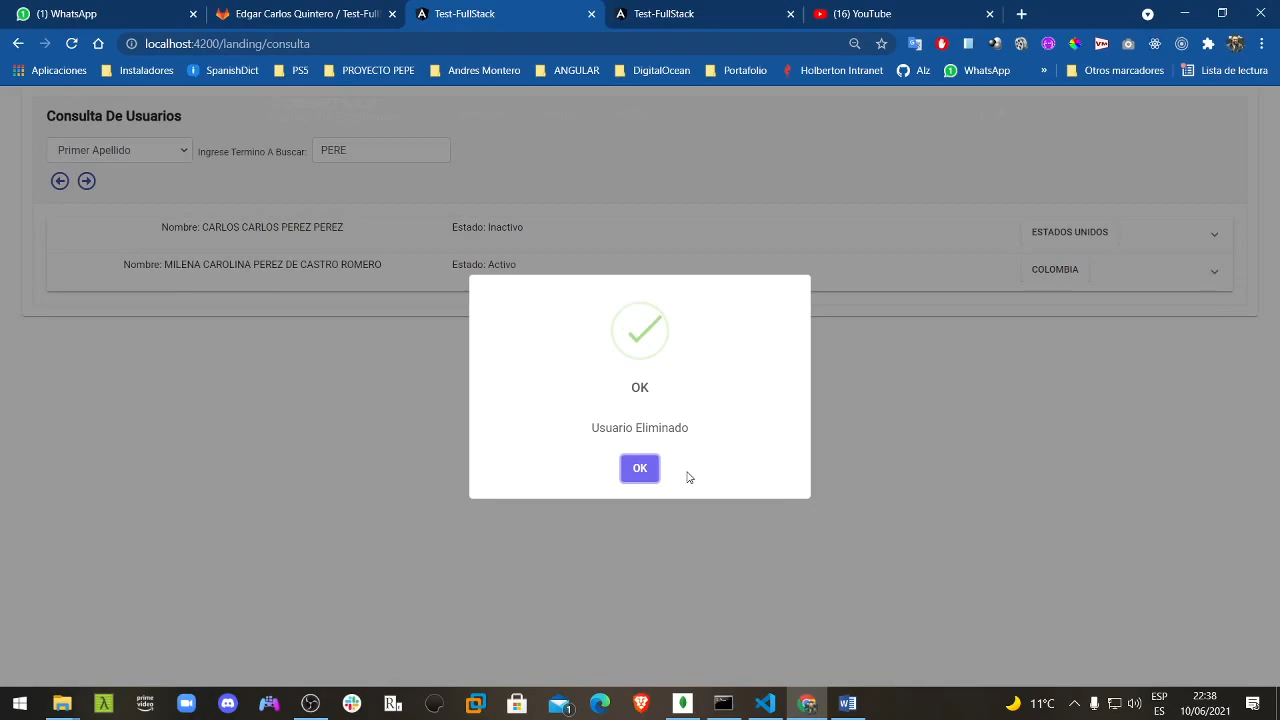 (1) WhatsApp
Edgar Carlos Quintero / Test-Full
Test-FullStack
Test-FullStack
(16) YouTube
localhost:4200/landing/consulta
Aplicaciones
Instaladores
SpanishDict
PS5
PROYECTO PEPE
Andres Montero
ANGULAR
DigitalOcean
Portafolio
Holberton Intranet
Alz
WhatsApp
»
Otros marcadores
Lista de lectura
Consulta De Usuarios
Primer Apellido
Ingrese Termino A Buscar:
PERE
Nombre: CARLOS CARLOS PEREZ PEREZ
Estado: Inactivo
ESTADOS UNIDOS
Nombre: MILENA CAROLINA PEREZ DE CASTRO ROMERO
Estado: Activo
COLOMBIA
OK
Usuario Eliminado
OK
prime video
11°C
ESP
ES
22:38
10/06/2021